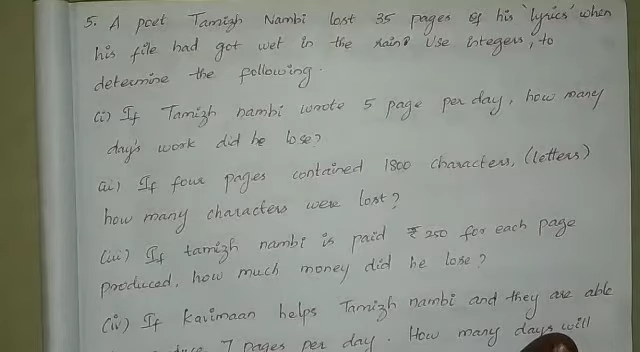 5. A poet Tamizh Nambi lost 35 pages of his 'lyrics' when
his file had got wet in the rain? Use integers, to
determine the following.
(i) If Tamizh nambi wrote 5 page per day, how many
day's work did he lose?
(ii) If four pages contained 1800 characters, (letters)
how many characters were lost?
(iii) If tamizh nambi is paid ₹ 250 for each page
produced, how much money did he lose?
(iv) If Kavimaan helps Tamizh nambi and they are able
7 pages per day. How many days will